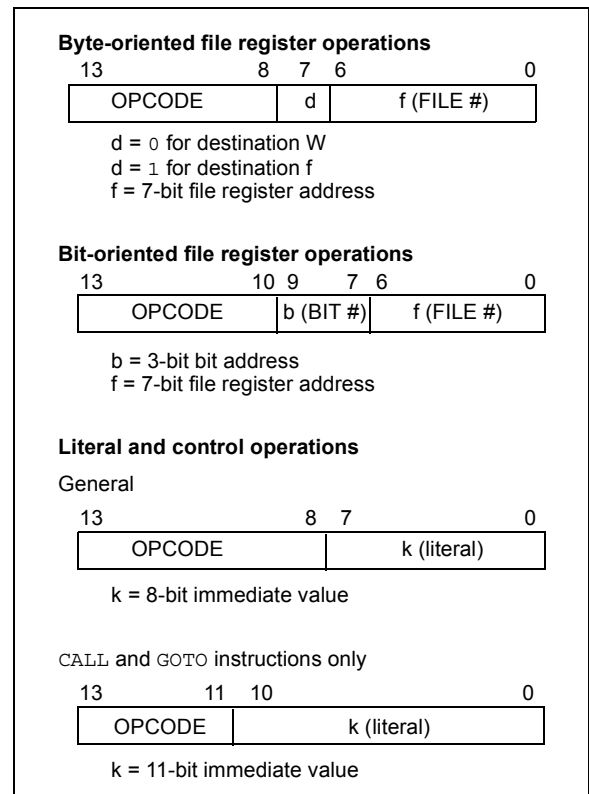 Byte-oriented file register operations
13 8 7 6 0
OPCODE d f (FILE #)
d = 0 for destination W
d = 1 for destination f
f = 7-bit file register address
Bit-oriented file register operations
13 10 9 7 6 0
OPCODE b (BIT #) f (FILE #)
b = 3-bit bit address
f = 7-bit file register address
Literal and control operations
General
13 8 7 0
OPCODE k (literal)
k = 8-bit immediate value
CALL and GOTO instructions only
13 11 10 0
OPCODE k (literal)
k = 11-bit immediate value